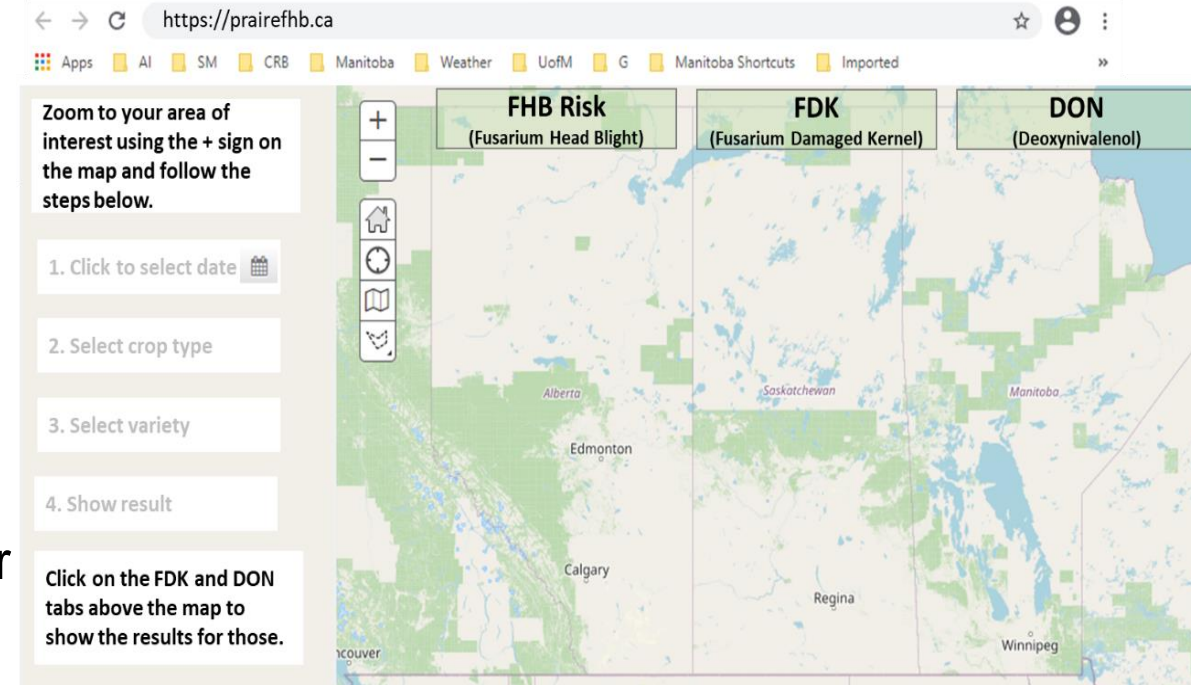 https://prairefhb.ca
Apps AI SM CRB Manitoba Weather UofM G Manitoba Shortcuts Imported »
Zoom to your area of
interest using the + sign on
the map and follow the
steps below.
1. Click to select date
2. Select crop type
3. Select variety
4. Show result
r
Click on the FDK and DON
tabs above the map to
show the results for those.
+
−
FHB Risk
(Fusarium Head Blight)
FDK
(Fusarium Damaged Kernel)
DON
(Deoxynivalenol)
Alberta
Saskatchewan
Manitoba
Edmonton
Calgary
Regina
Winnipeg
ncouver